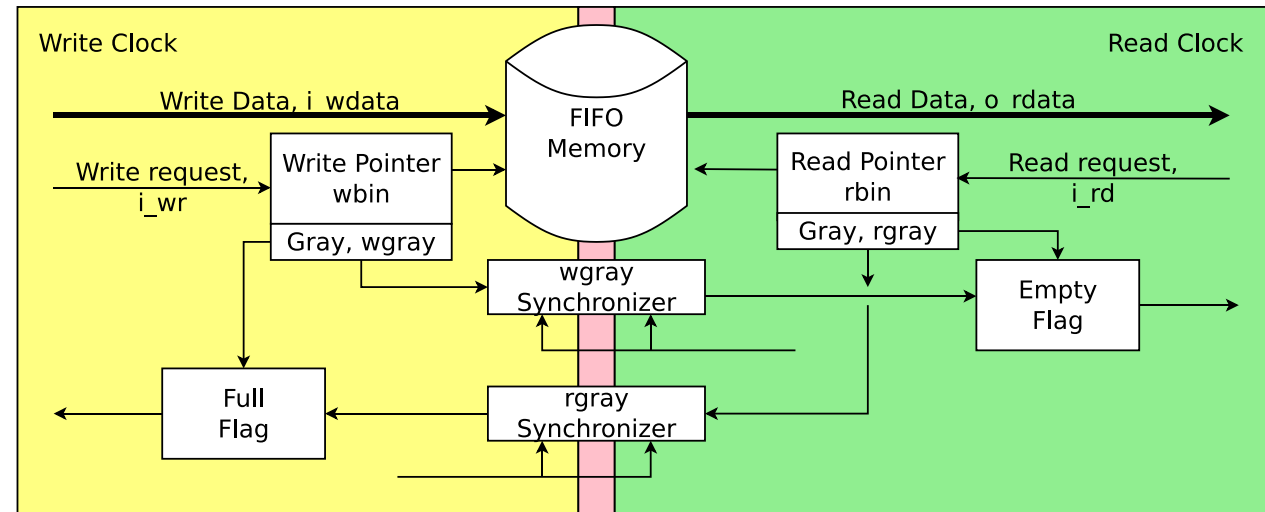 Write Clock
Read Clock
Write Data, i_wdata
FIFO
Memory
Read Data, o_rdata
Write request,
i_wr
Write Pointer
wbin
Gray, wgray
Read Pointer
rbin
Gray, rgray
Read request,
i_rd
wgray
Synchronizer
Empty
Flag
Full
Flag
rgray
Synchronizer